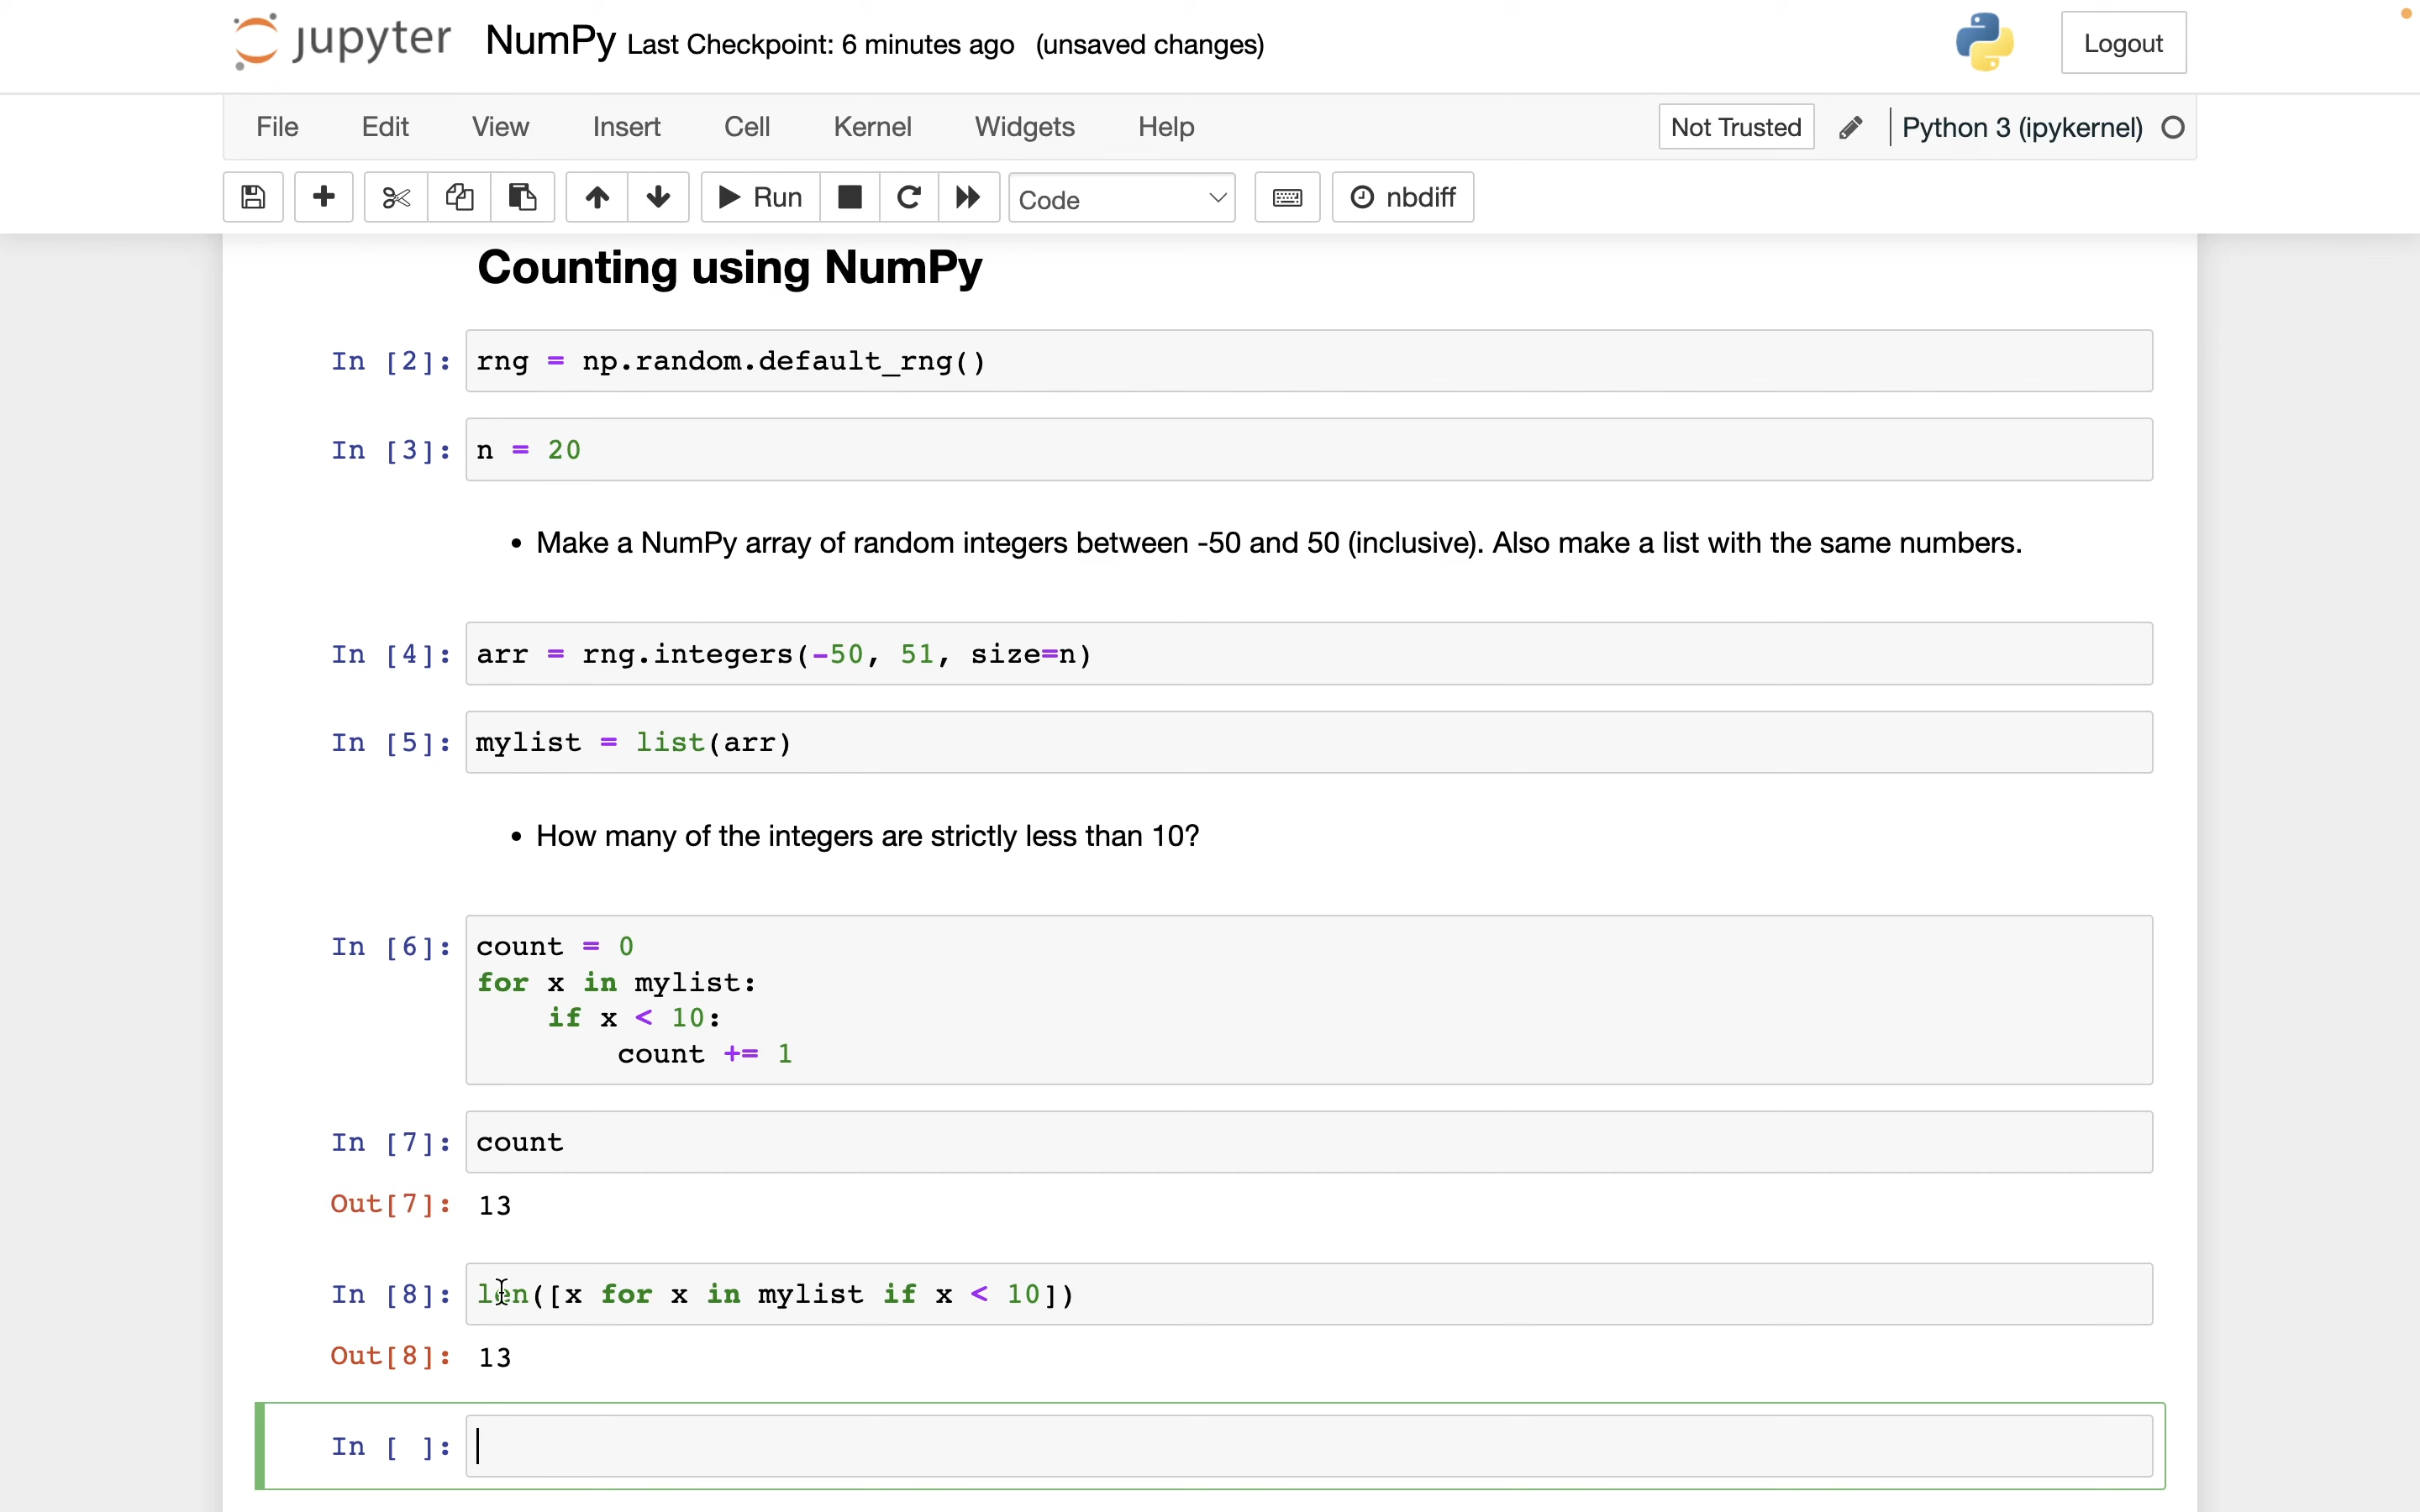 jupyter NumPy Last Checkpoint: 6 minutes ago (unsaved changes) Logout
File Edit View Insert Cell Kernel Widgets Help Not Trusted Python 3 (ipykernel)
Run Code nbdiff
Counting using NumPy
In [2]: rng = np.random.default_rng()
In [3]: n = 20
• Make a NumPy array of random integers between -50 and 50 (inclusive). Also make a list with the same numbers.
In [4]: arr = rng.integers(-50, 51, size=n)
In [5]: mylist = list(arr)
• How many of the integers are strictly less than 10?
In [6]: count = 0
for x in mylist:
    if x < 10:
        count += 1
In [7]: count
Out[7]: 13
In [8]: len([x for x in mylist if x < 10])
Out[8]: 13
In [ ]: